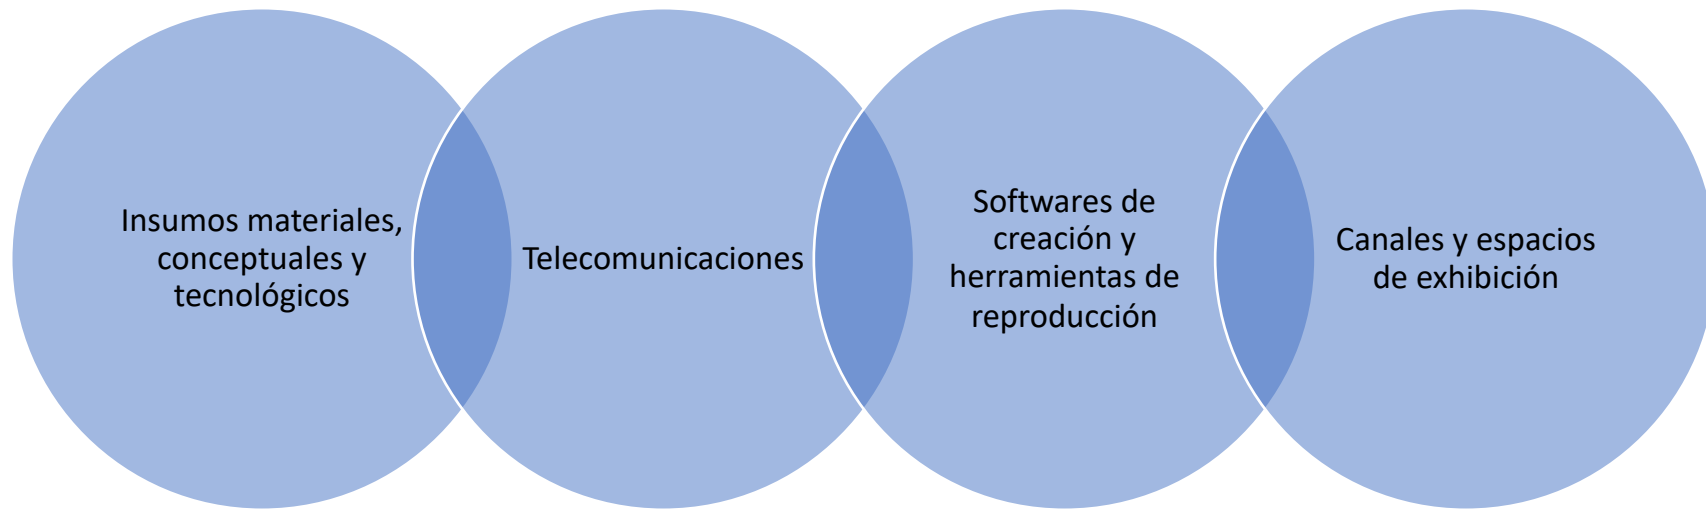 Insumos materiales,
conceptuales y
tecnológicos
Telecomunicaciones
Softwares de
creación y
herramientas de
reproducción
Canales y espacios
de exhibición